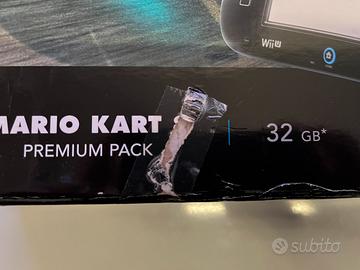 Wii U
MARIO KART
PREMIUM PACK
32 GB*
subito